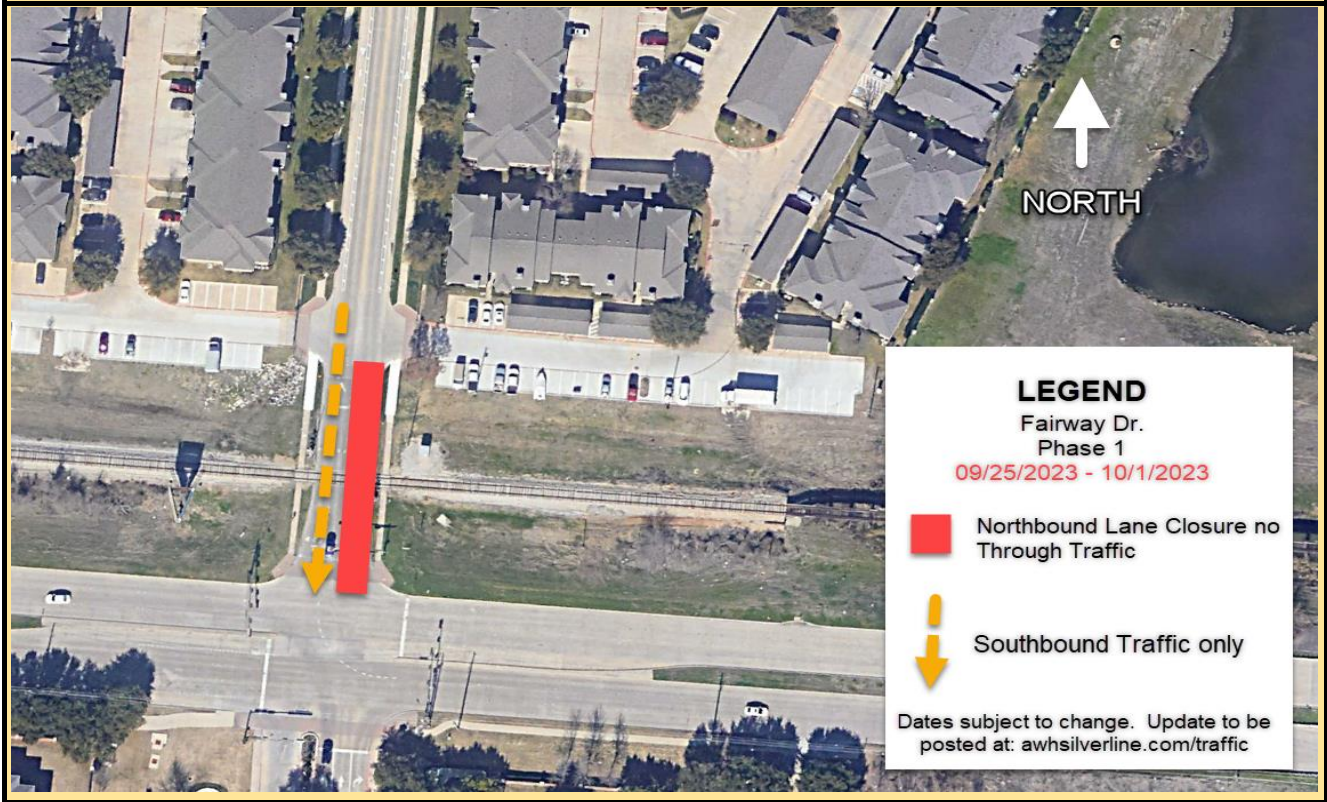 NORTH
LEGEND
Fairway Dr.
Phase 1
09/25/2023 - 10/1/2023
Northbound Lane Closure no
Through Traffic
Southbound Traffic only
Dates subject to change. Update to be
posted at: awhsilverline.com/traffic